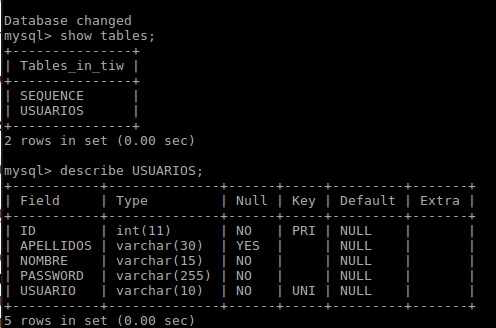 Database changed
mysql> show tables;
+---------------+
| Tables_in_tiw |
+---------------+
| SEQUENCE      |
| USUARIOS      |
+---------------+
2 rows in set (0.00 sec)

mysql> describe USUARIOS;
+-----------+--------------+------+-----+---------+-------+
| Field     | Type         | Null | Key | Default | Extra |
+-----------+--------------+------+-----+---------+-------+
| ID        | int(11)      | NO   | PRI | NULL    |       |
| APELLIDOS | varchar(30)  | YES  |     | NULL    |       |
| NOMBRE    | varchar(15)  | NO   |     | NULL    |       |
| PASSWORD  | varchar(255) | NO   |     | NULL    |       |
| USUARIO   | varchar(10)  | NO   | UNI | NULL    |       |
+-----------+--------------+------+-----+---------+-------+
5 rows in set (0.00 sec)